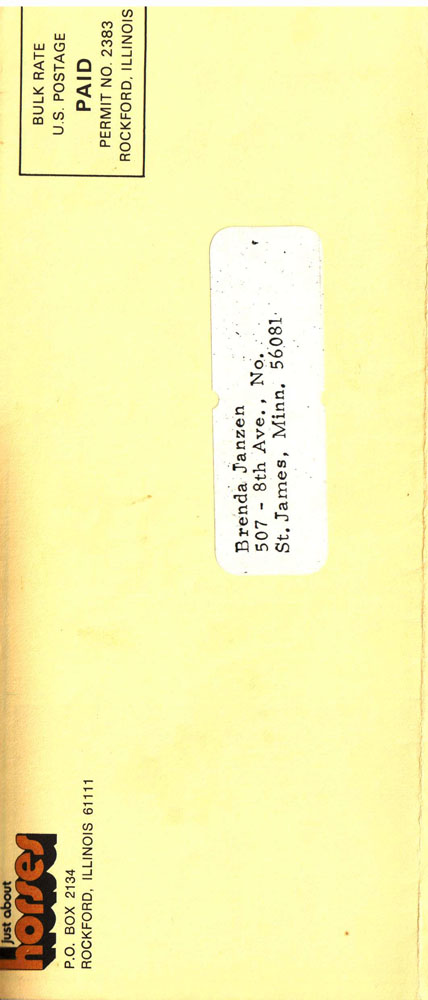 just about
horses
P.O. BOX 2134
ROCKFORD, ILLINOIS 61111
BULK RATE
U.S. POSTAGE
PAID
PERMIT NO. 2383
ROCKFORD, ILLINOIS
Brenda Janzen
507 - 8th Ave., No.
St. James, Minn. 56081